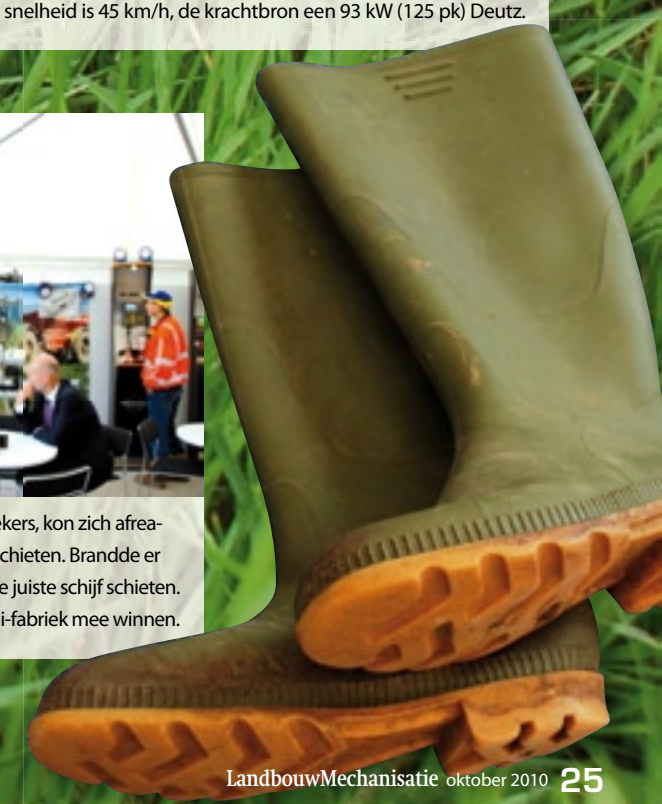 snelheid is 45 km/h, de krachtbron een 93 kW (125 pk) Deutz.
ekers, kon zich afrea-
chieten. Brandde er
e juiste schijf schieten.
i-fabriek mee winnen.
LandbouwMechanisatie oktober 2010 25